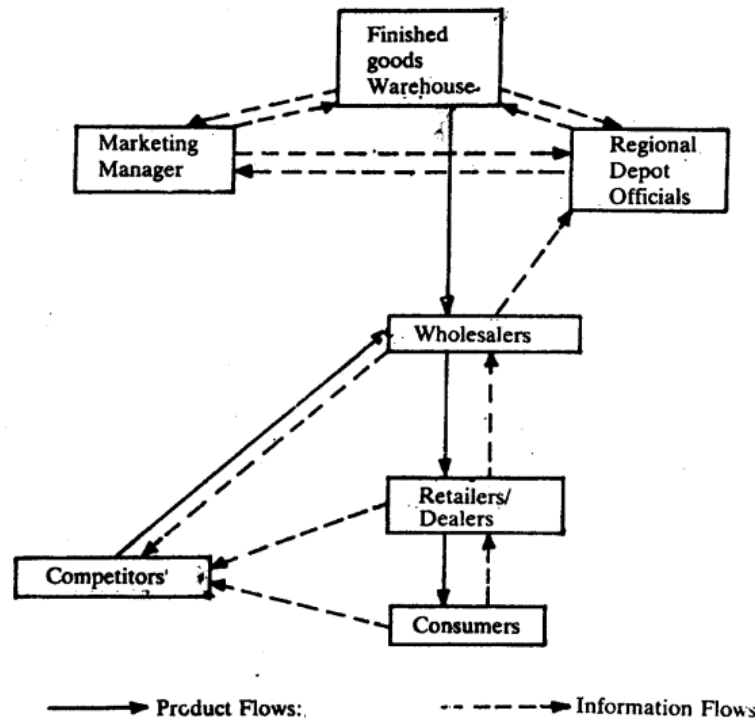 Finished
goods
Warehouse
Marketing
Manager
Regional
Depot
Officials
Wholesalers
Retailers/
Dealers
Competitors'
Consumers
Product Flows:
Information Flows